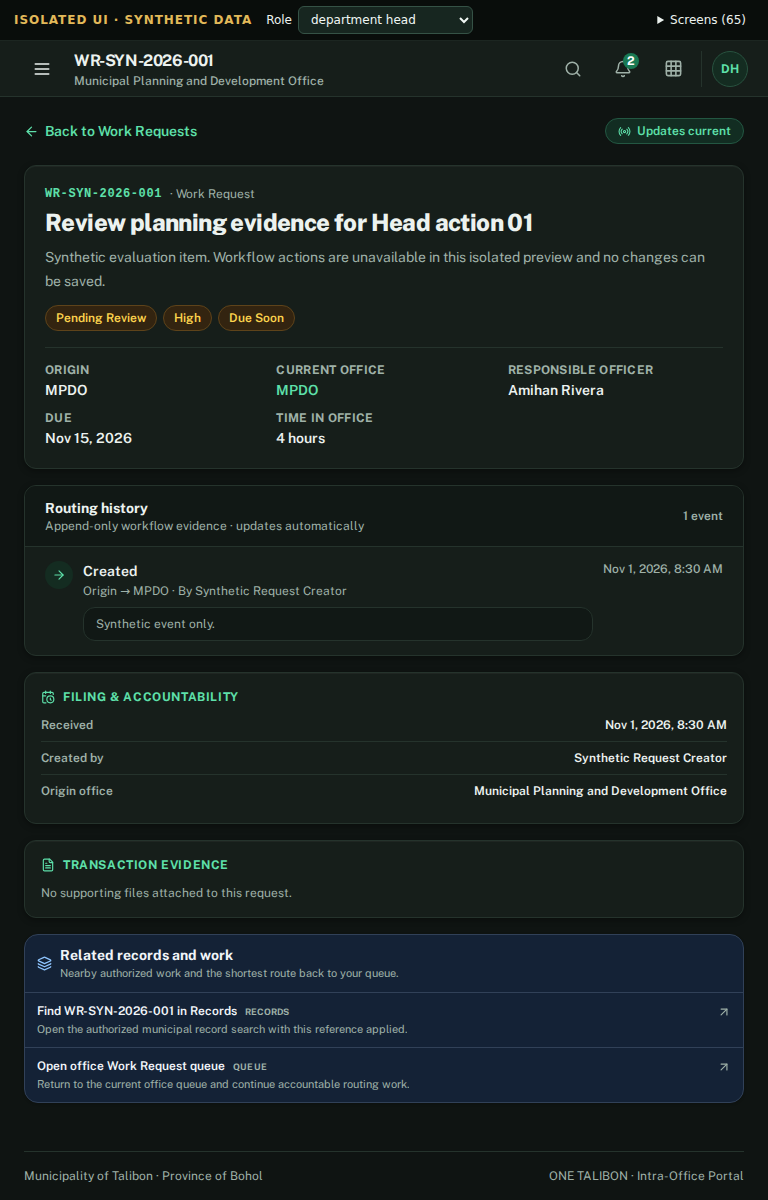 ISOLATED UI · SYNTHETIC DATA Role department head Screens (65)
WR-SYN-2026-001
Municipal Planning and Development Office
2
DH
Back to Work Requests
Updates current
WR-SYN-2026-001 · Work Request
Review planning evidence for Head action 01
Synthetic evaluation item. Workflow actions are unavailable in this isolated preview and no changes can
be saved.
Pending Review High Due Soon
ORIGIN CURRENT OFFICE RESPONSIBLE OFFICER
MPDO MPDO Amihan Rivera
DUE TIME IN OFFICE
Nov 15, 2026 4 hours
Routing history
Append-only workflow evidence · updates automatically
1 event
Created Nov 1, 2026, 8:30 AM
Origin → MPDO · By Synthetic Request Creator
Synthetic event only.
FILING & ACCOUNTABILITY
Received Nov 1, 2026, 8:30 AM
Created by Synthetic Request Creator
Origin office Municipal Planning and Development Office
TRANSACTION EVIDENCE
No supporting files attached to this request.
Related records and work
Nearby authorized work and the shortest route back to your queue.
Find WR-SYN-2026-001 in Records RECORDS
Open the authorized municipal record search with this reference applied.
Open office Work Request queue QUEUE
Return to the current office queue and continue accountable routing work.
Municipality of Talibon · Province of Bohol ONE TALIBON · Intra-Office Portal